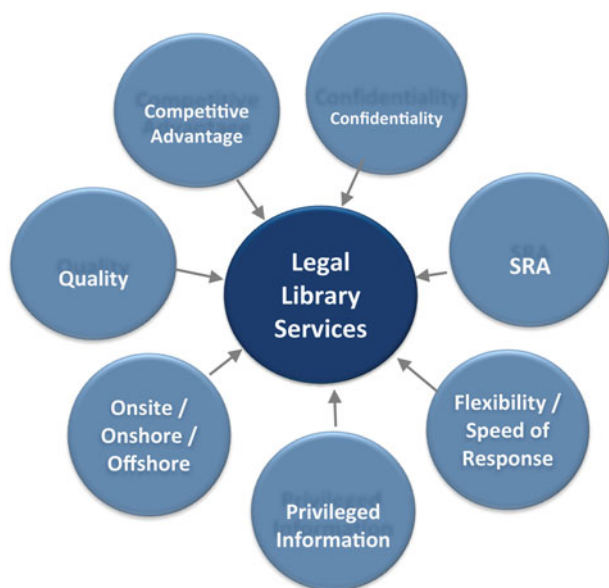 Competitive
Advantage
Confidentiality
Quality
Legal
Library
Services
SRA
Onsite /
Onshore /
Offshore
Flexibility /
Speed of
Response
Privileged
Information